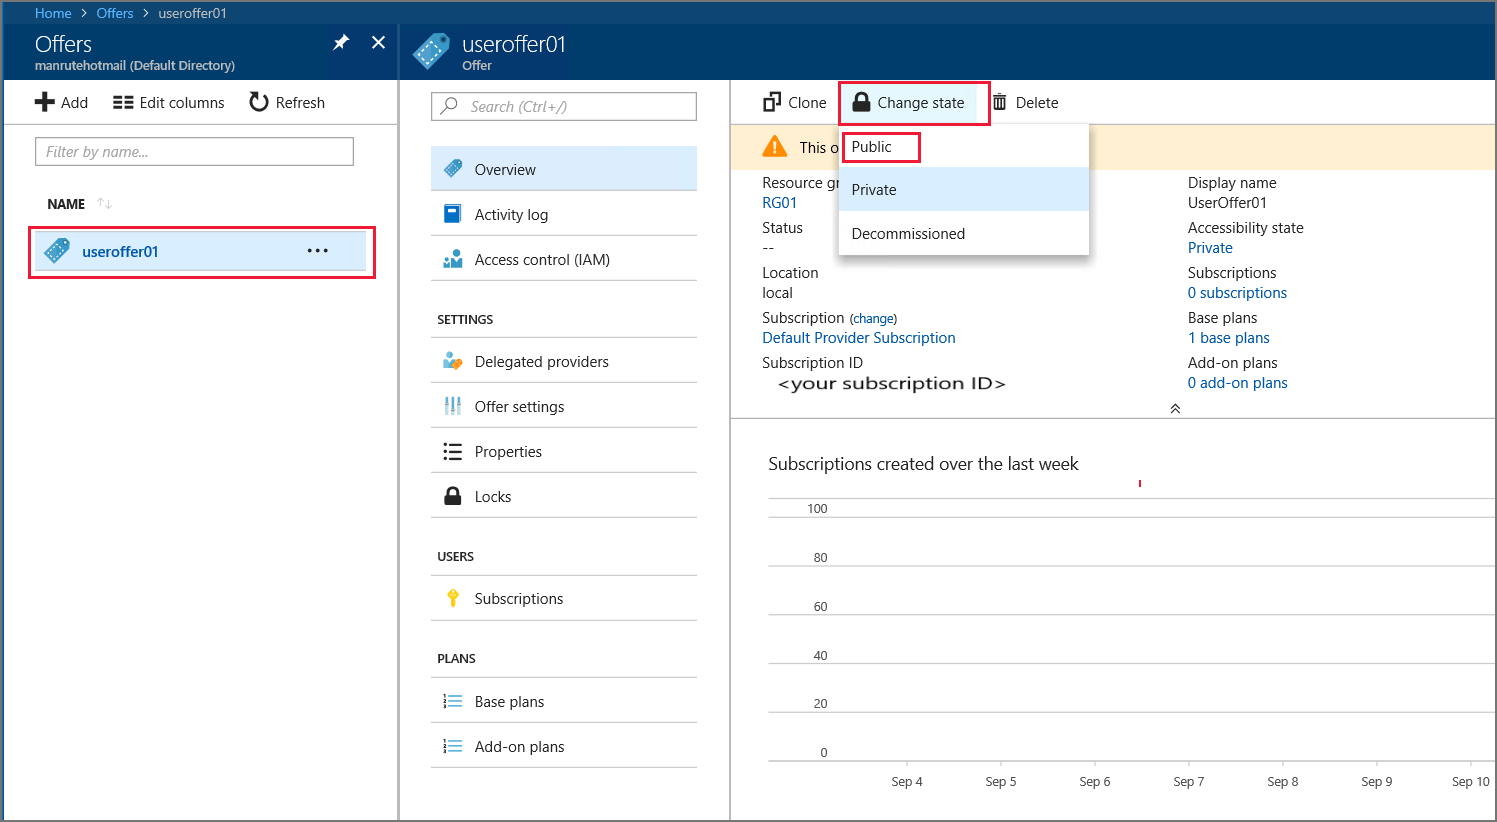 Home > Offers > useroffer01
Offers
manrutehotmail (Default Directory)
Add
Edit columns
Refresh
Filter by name...
NAME
useroffer01
useroffer01
Offer
Search (Ctrl+/)
Overview
Activity log
Access control (IAM)
SETTINGS
Delegated providers
Offer settings
Properties
Locks
USERS
Subscriptions
PLANS
Base plans
Add-on plans
Clone
Change state
Delete
This
Public
Private
Decommissioned
Resource
RG01
Status
--
Location
local
Subscription (change)
Default Provider Subscription
Subscription ID
<your subscription ID>
Display name
UserOffer01
Accessibility state
Private
Subscriptions
0 subscriptions
Base plans
1 base plans
Add-on plans
0 add-on plans
Subscriptions created over the last week
100
80
60
40
20
0
Sep 4 Sep 5 Sep 6 Sep 7 Sep 8 Sep 9 Sep 10